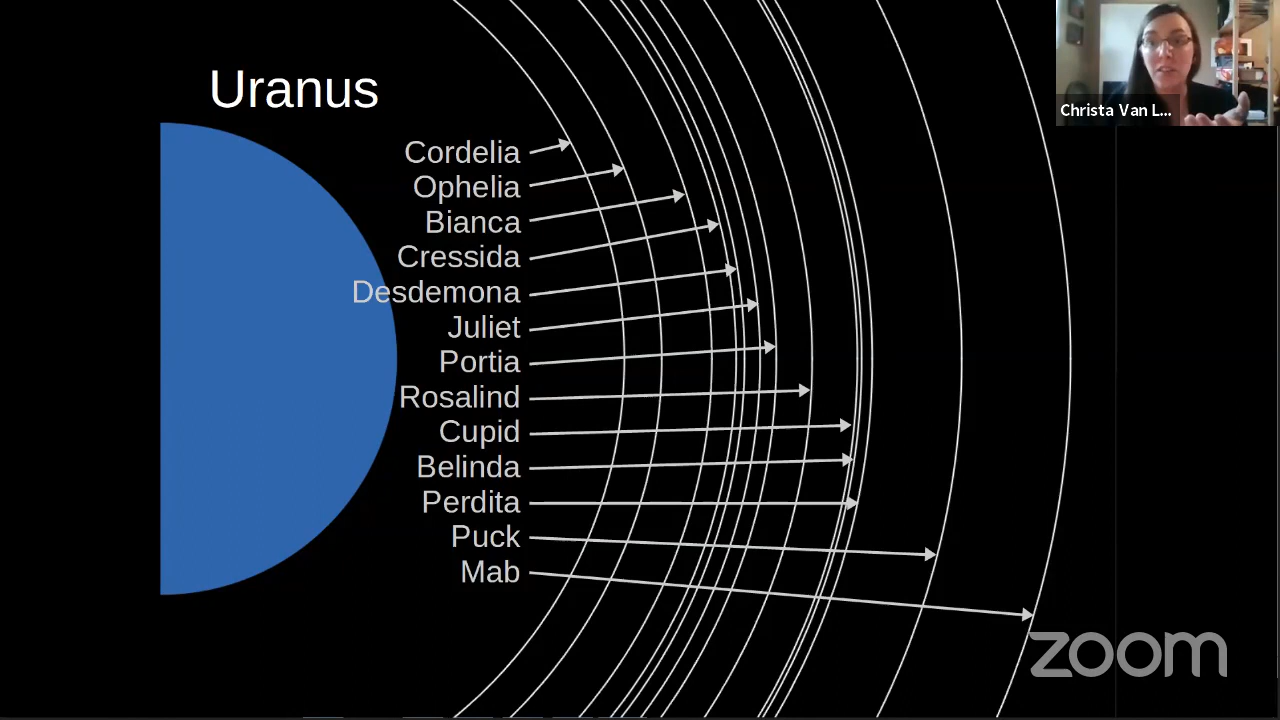 Uranus
Christa Van L...
Cordelia
Ophelia
Bianca
Cressida
Desdemona
Juliet
Portia
Rosalind
Cupid
Belinda
Perdita
Puck
Mab
zoom